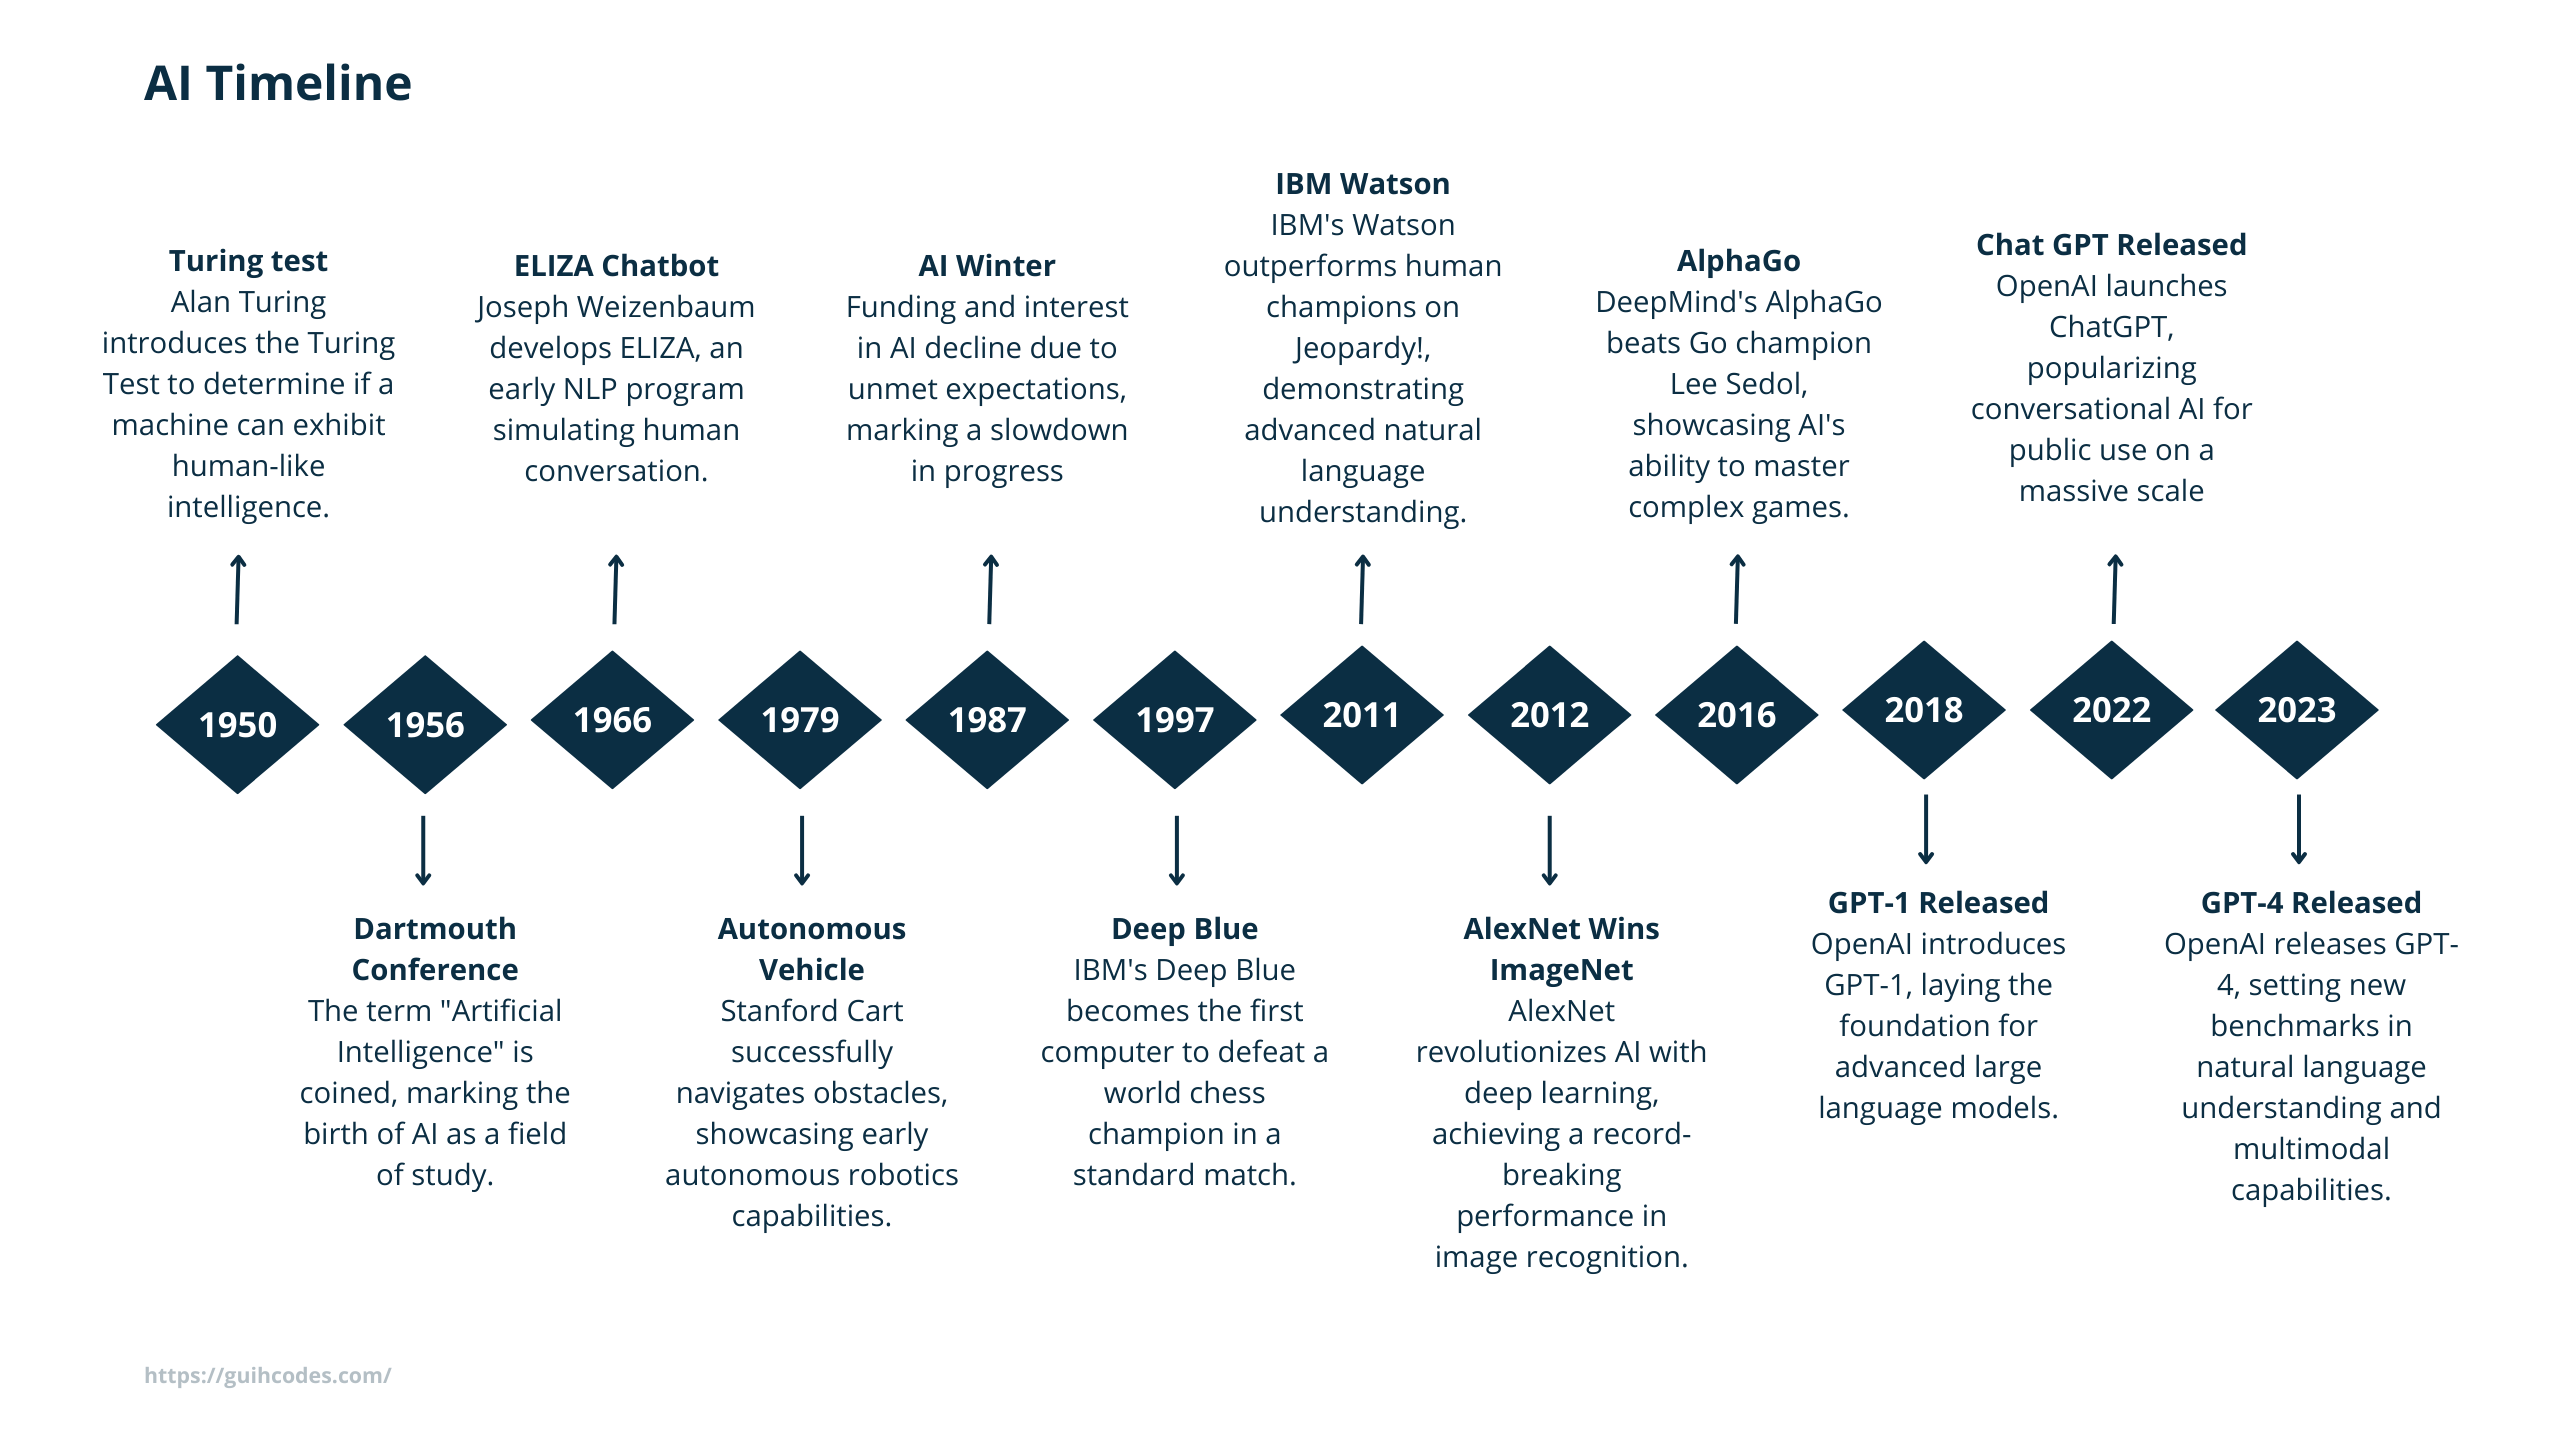 AI Timeline
Turing test
Alan Turing
introduces the Turing
Test to determine if a
machine can exhibit
human-like
intelligence.
ELIZA Chatbot
Joseph Weizenbaum
develops ELIZA, an
early NLP program
simulating human
conversation.
AI Winter
Funding and interest
in AI decline due to
unmet expectations,
marking a slowdown
in progress
IBM Watson
IBM's Watson
outperforms human
champions on
Jeopardy!,
demonstrating
advanced natural
language
understanding.
AlphaGo
DeepMind's AlphaGo
beats Go champion
Lee Sedol,
showcasing AI's
ability to master
complex games.
Chat GPT Released
OpenAI launches
ChatGPT,
popularizing
conversational AI for
public use on a
massive scale
1950
1956
1966
1979
1987
1997
2011
2012
2016
2018
2022
2023
Dartmouth
Conference
The term "Artificial
Intelligence" is
coined, marking the
birth of AI as a field
of study.
Autonomous
Vehicle
Stanford Cart
successfully
navigates obstacles,
showcasing early
autonomous robotics
capabilities.
Deep Blue
IBM's Deep Blue
becomes the first
computer to defeat a
world chess
champion in a
standard match.
AlexNet Wins
ImageNet
AlexNet
revolutionizes AI with
deep learning,
achieving a record-
breaking
performance in
image recognition.
GPT-1 Released
OpenAI introduces
GPT-1, laying the
foundation for
advanced large
language models.
GPT-4 Released
OpenAI releases GPT-
4, setting new
benchmarks in
natural language
understanding and
multimodal
capabilities.
https://guihcodes.com/